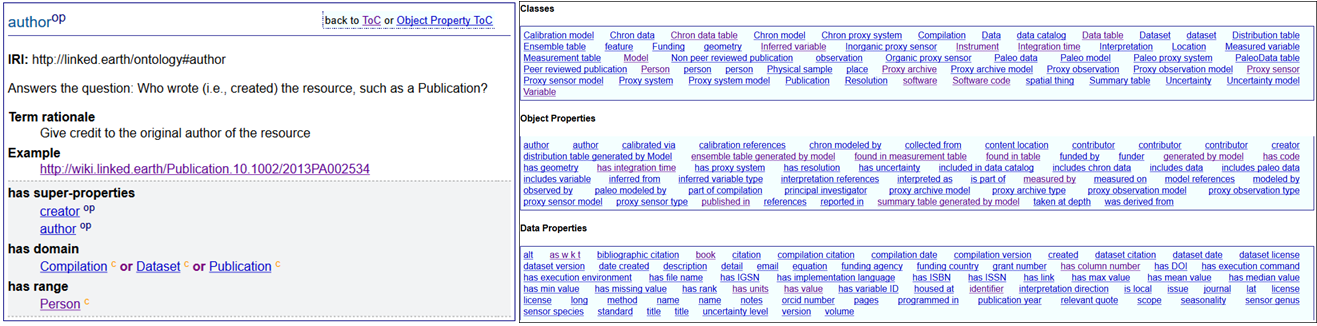 authorop
back to ToC or Object Property ToC
IRI: http://linked.earth/ontology#author
Answers the question: Who wrote (i.e., created) the resource, such as a Publication?
Term rationale
Give credit to the original author of the resource
Example
http://wiki.linked.earth/Publication.10.1002/2013PA002534
has super-properties
creator op
author op
has domain
Compilation c or Dataset c or Publication c
has range
Person c
Classes
Calibration model Chron data Chron data table Chron model Chron proxy system Compilation Data data catalog Data table Dataset dataset Distribution table
Ensemble table feature Funding geometry Inferred variable Inorganic proxy sensor Instrument Integration time Interpretation Location Measured variable
Measurement table Model Non peer reviewed publication observation Organic proxy sensor Paleo data Paleo model Paleo proxy system PaleoData table
Peer reviewed publication Person person person Physical sample place Proxy archive Proxy archive model Proxy observation Proxy observation model Proxy sensor
Proxy sensor model Proxy system Proxy system model Publication Resolution software Software code spatial thing Summary table Uncertainty Uncertainty model
Variable
Object Properties
author author calibrated via calibration references chron modeled by collected from content location contributor contributor contributor creator
distribution table generated by Model ensemble table generated by model found in measurement table found in table funded by funder generated by model has code
has geometry has integration time has proxy system has resolution has uncertainty included in data catalog includes chron data includes data includes paleo data
includes variable inferred from inferred variable type interpretation references interpreted as is part of measured by measured on model references modeled by
observed by paleo modeled by part of compilation principal investigator proxy archive model proxy archive type proxy observation model proxy observation type
proxy sensor model proxy sensor type published in references reported in summary table generated by model taken at depth was derived from
Data Properties
alt as w k t bibliographic citation book citation compilation citation compilation date compilation version created dataset citation dataset date dataset license
dataset version date created description detail email equation funding agency funding country grant number has column number has DOI has execution command
has execution environment has file name has IGSN has implementation language has ISBN has ISSN has link has max value has mean value has median value
has min value has missing value has rank has units has value has variable ID housed at identifier interpretation direction is local issue journal lat license
license long method name name notes orcid number pages programmed in publication year relevant quote scope seasonality sensor genus
sensor species standard title title uncertainty level version volume